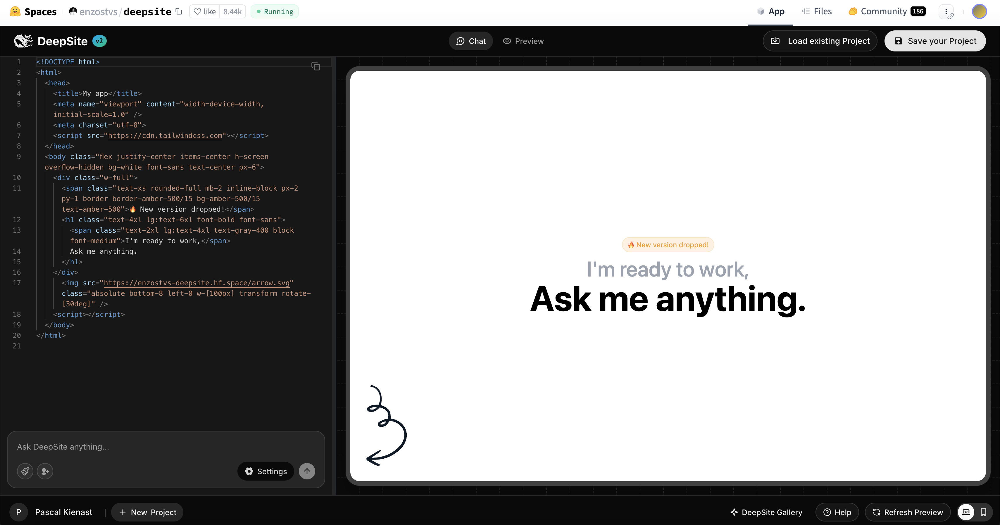 Spaces
enzostvs/deepsite
like 8.44k
Running
App
Files
Community 186
DeepSite v2
Chat
Preview
Load existing Project
Save your Project
1 <!DOCTYPE html>
2 <html>
3 <head>
4 <title>My app</title>
5 <meta name="viewport" content="width=device-width,
initial-scale=1.0" />
6 <meta charset="utf-8">
7 <script src="https://cdn.tailwindcss.com"></script>
8 </head>
9 <body class="flex justify-center items-center h-screen
overflow-hidden bg-white font-sans text-center px-6">
10 <div class="w-full">
11 <span class="text-xs rounded-full mb-2 inline-block px-2
py-1 border border-amber-500/15 bg-amber-500/15
text-amber-500">🔥 New version dropped!</span>
12 <h1 class="text-4xl lg:text-6xl font-bold font-sans">
13 <span class="text-2xl lg:text-4xl text-gray-400 block
font-medium">I'm ready to work,</span>
14 Ask me anything.
15 </h1>
16 </div>
17 <img src="https://enzostvs-deepsite.hf.space/arrow.svg"
class="absolute bottom-8 left-0 w-[100px] transform rotate-
[30deg]" />
18 <script></script>
19 </body>
20 </html>
21
🔥 New version dropped!
I'm ready to work,
Ask me anything.
Ask DeepSite anything...
Settings
P Pascal Kienast
+ New Project
DeepSite Gallery
Help
Refresh Preview